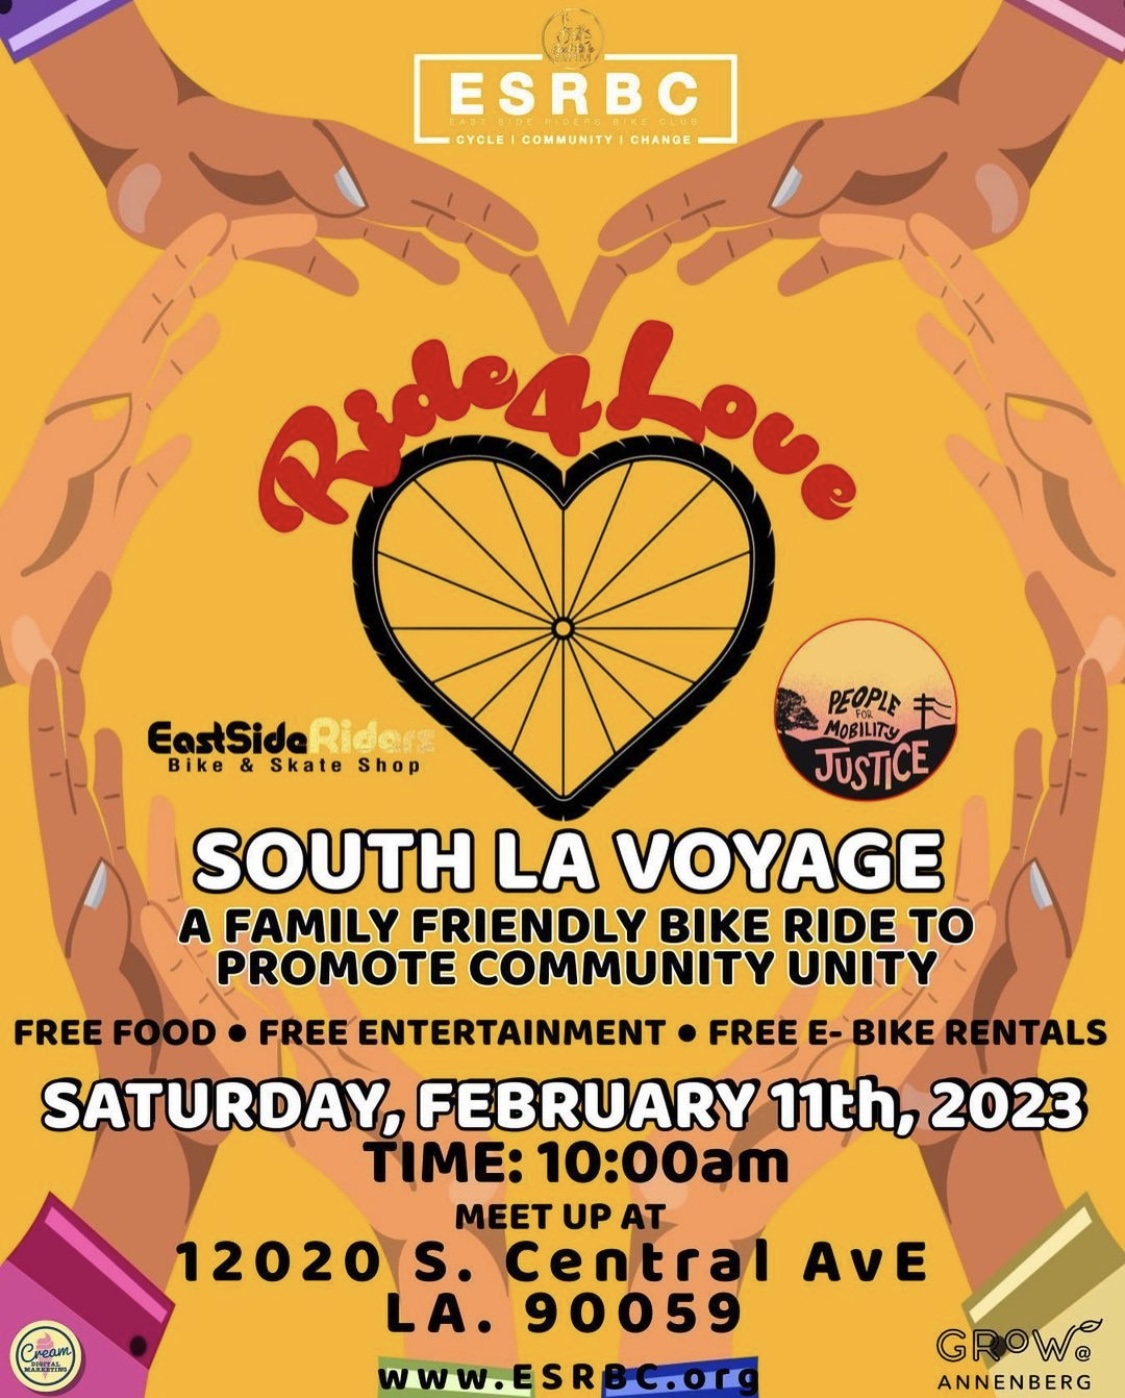 ESRBC
EAST SIDE RIDERS BIKE CLUB
CYCLE | COMMUNITY | CHANGE
Ride 4 Love
EastSideRiders
Bike & Skate Shop
PEOPLE
FOR
MOBILITY
JUSTICE
SOUTH LA VOYAGE
A FAMILY FRIENDLY BIKE RIDE TO
PROMOTE COMMUNITY UNITY
FREE FOOD ● FREE ENTERTAINMENT ● FREE E- BIKE RENTALS
SATURDAY, FEBRUARY 11th, 2023
TIME: 10:00am
MEET UP AT
12020 S. Central AvE
LA. 90059
www.ESRBC.org
Cream
DIGITAL
MARKETING
GROW@
ANNENBERG